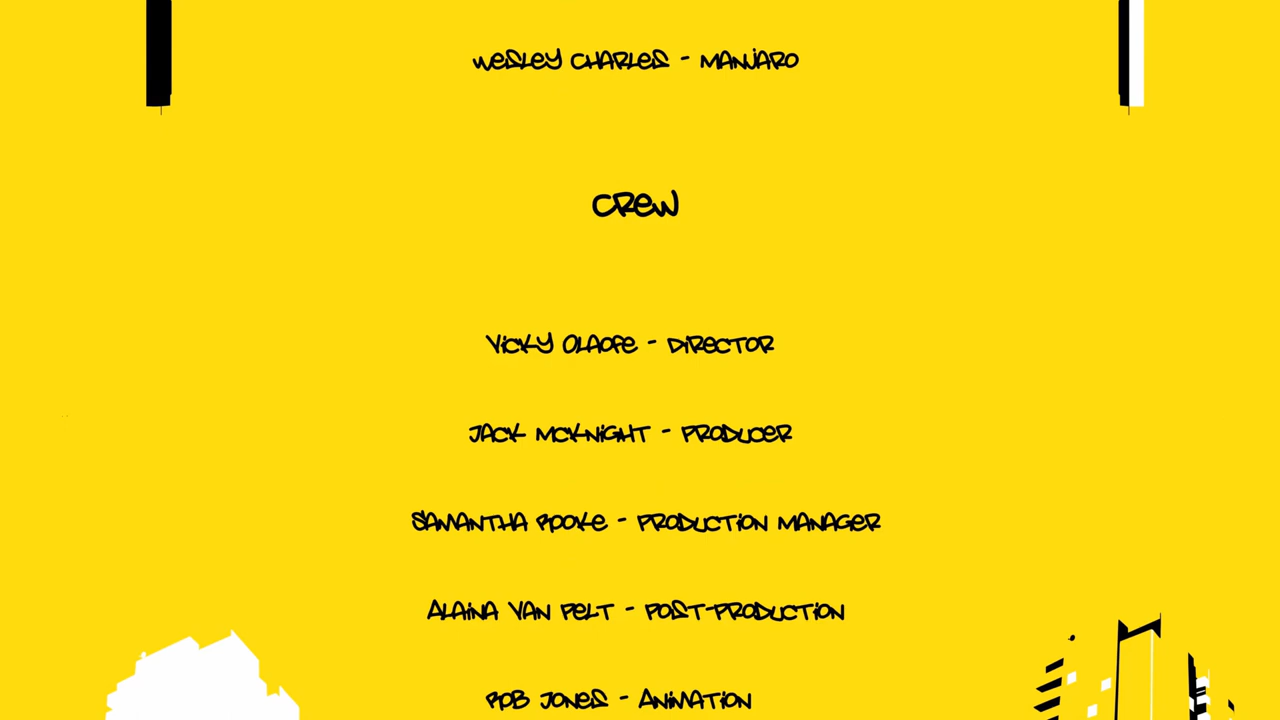 WESLEY CHARLES - MANJARO
CREW
VICKY OLAOFE - DIRECTOR
JACK MCKNIGHT - PRODUCER
SAMANTHA ROOKE - PRODUCTION MANAGER
ALAINA VAN PELT - POST-PRODUCTION
ROB JONES - ANIMATION